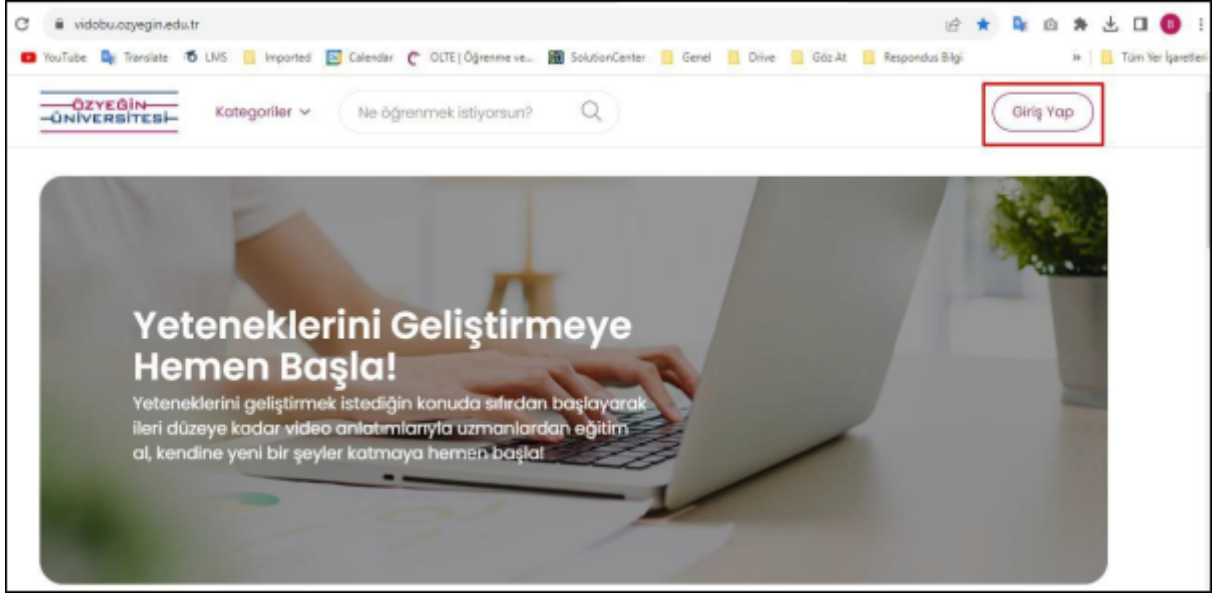 vidobu.ozyegin.edu.tr
YouTube Translate LMS Imported Calendar OLTE | Öğrenme ve... SolutionCenter Genel Drive Göz At Respondus Bilgi » Tüm Yer İşaretleri
ÖZYEĞİN
ÜNİVERSİTESİ
Kategoriler Ne öğrenmek istiyorsun? Giriş Yap
Yeteneklerini Geliştirmeye
Hemen Başla!
Yeteneklerini geliştirmek istediğin konuda sıfırdan başlayarak
ileri düzeye kadar video anlatımlarıyla uzmanlardan eğitim
al, kendine yeni bir şeyler katmaya hemen başla!